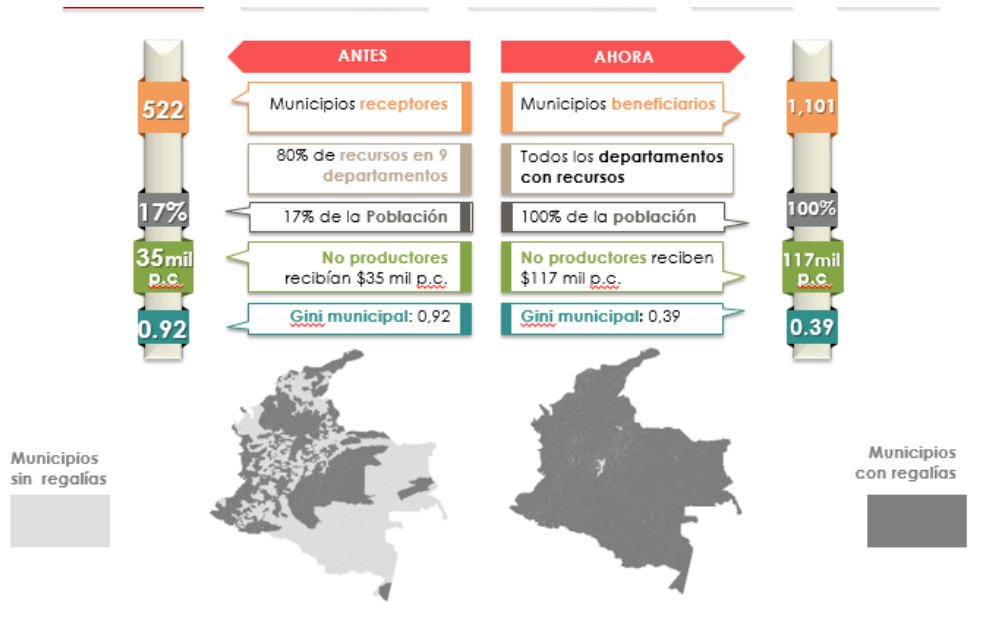 ANTES
AHORA
522
Municipios receptores
Municipios beneficiarios
1,101
80% de recursos en 9
departamentos
Todos los departamentos
con recursos
17%
17% de la Población
100% de la población
100%
35mil
p.c.
No productores
recibían $35 mil p.c.
No productores reciben
$117 mil p.c.
117mil
p.c.
0.92
Gini municipal: 0,92
Gini municipal: 0,39
0.39
Municipios
sin regalías
Municipios
con regalías